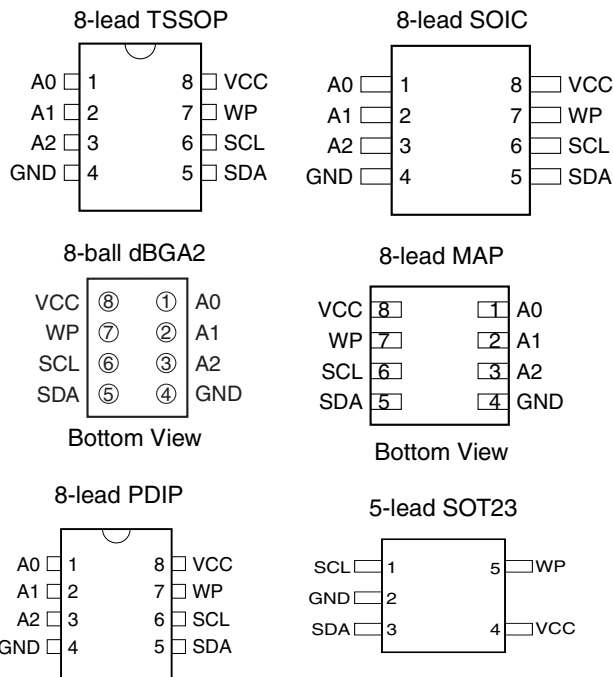 8-lead TSSOP
A0 1 8 VCC
A1 2 7 WP
A2 3 6 SCL
GND 4 5 SDA
8-lead SOIC
A0 1 8 VCC
A1 2 7 WP
A2 3 6 SCL
GND 4 5 SDA
8-ball dBGA2
VCC 8 1 A0
WP 7 2 A1
SCL 6 3 A2
SDA 5 4 GND
Bottom View
8-lead MAP
VCC 8 1 A0
WP 7 2 A1
SCL 6 3 A2
SDA 5 4 GND
Bottom View
8-lead PDIP
A0 1 8 VCC
A1 2 7 WP
A2 3 6 SCL
GND 4 5 SDA
5-lead SOT23
SCL 1 5 WP
GND 2
SDA 3 4 VCC